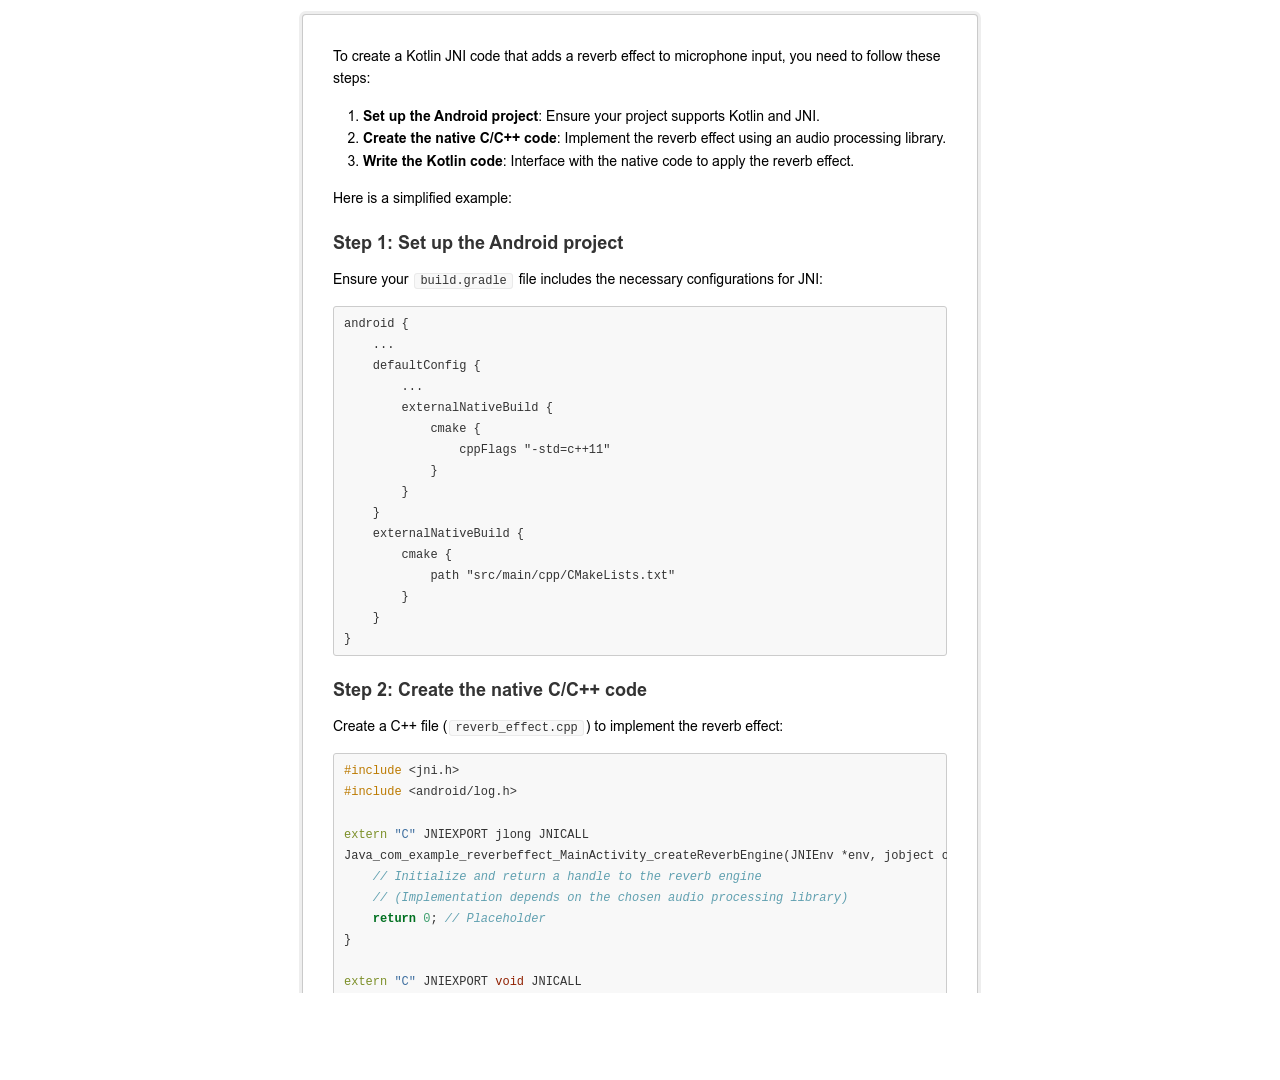 To create a Kotlin JNI code that adds a reverb effect to microphone input, you need to follow these
steps:
1. Set up the Android project: Ensure your project supports Kotlin and JNI.
2. Create the native C/C++ code: Implement the reverb effect using an audio processing library.
3. Write the Kotlin code: Interface with the native code to apply the reverb effect.
Here is a simplified example:
Step 1: Set up the Android project
Ensure your build.gradle file includes the necessary configurations for JNI:
android {
    ...
    defaultConfig {
        ...
        externalNativeBuild {
            cmake {
                cppFlags "-std=c++11"
            }
        }
    }
    externalNativeBuild {
        cmake {
            path "src/main/cpp/CMakeLists.txt"
        }
    }
}
Step 2: Create the native C/C++ code
Create a C++ file (reverb_effect.cpp) to implement the reverb effect:
#include <jni.h>
#include <android/log.h>
extern "C" JNIEXPORT jlong JNICALL
Java_com_example_reverbeffect_MainActivity_createReverbEngine(JNIEnv *env, jobject
    // Initialize and return a handle to the reverb engine
    // (Implementation depends on the chosen audio processing library)
    return 0; // Placeholder
}
extern "C" JNIEXPORT void JNICALL